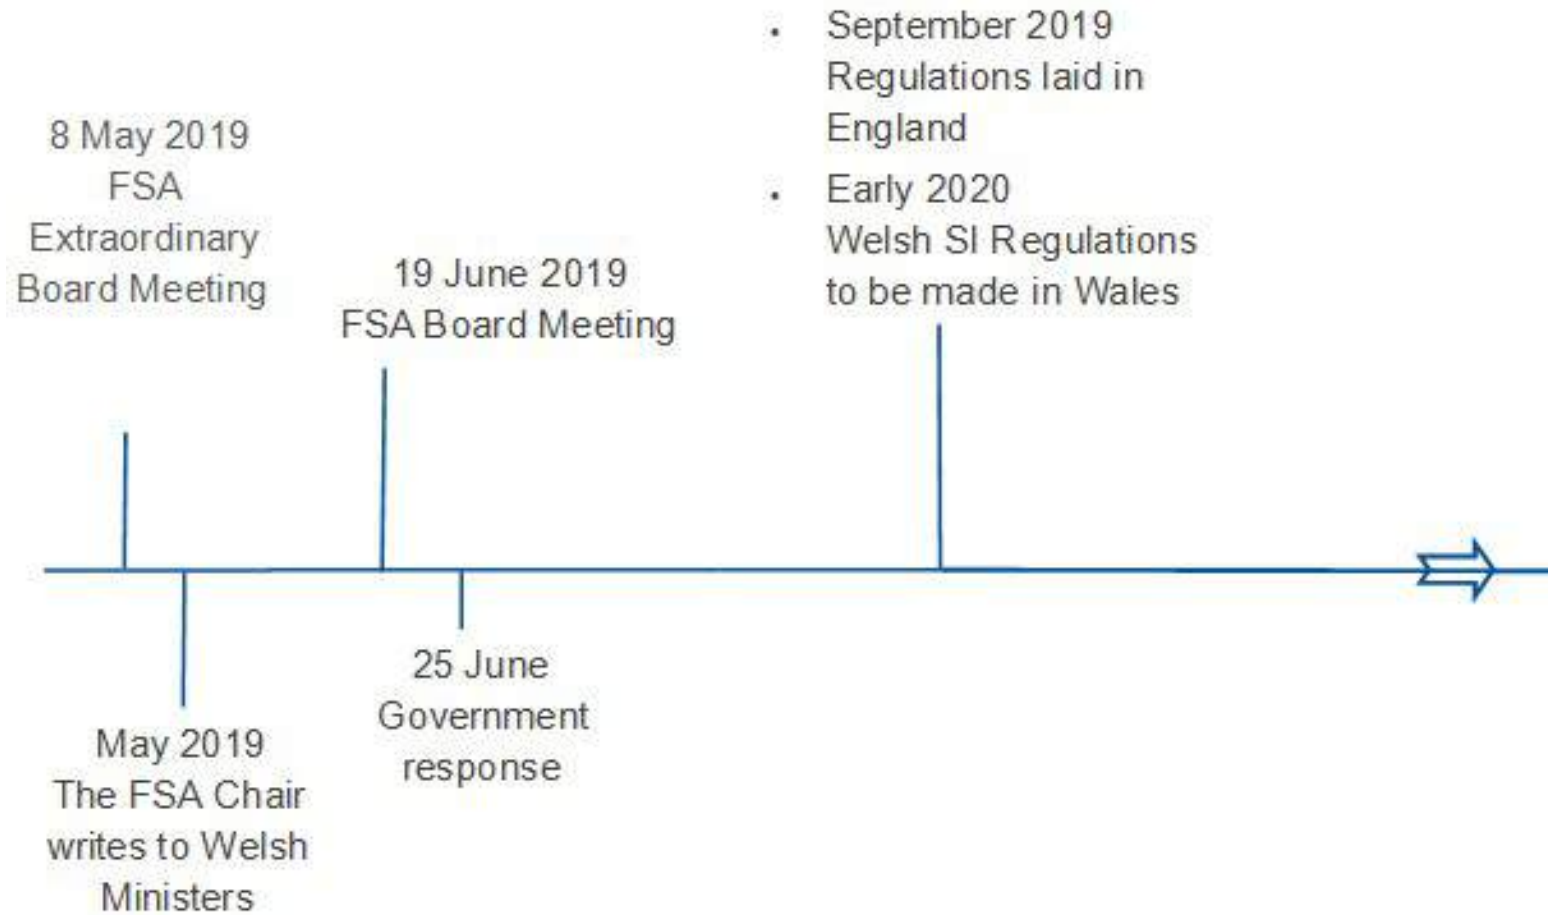 8 May 2019
FSA
Extraordinary
Board Meeting
May 2019
The FSA Chair
writes to Welsh
Ministers
19 June 2019
FSA Board Meeting
25 June
Government
response
• September 2019
Regulations laid in
England
• Early 2020
Welsh SI Regulations
to be made in Wales